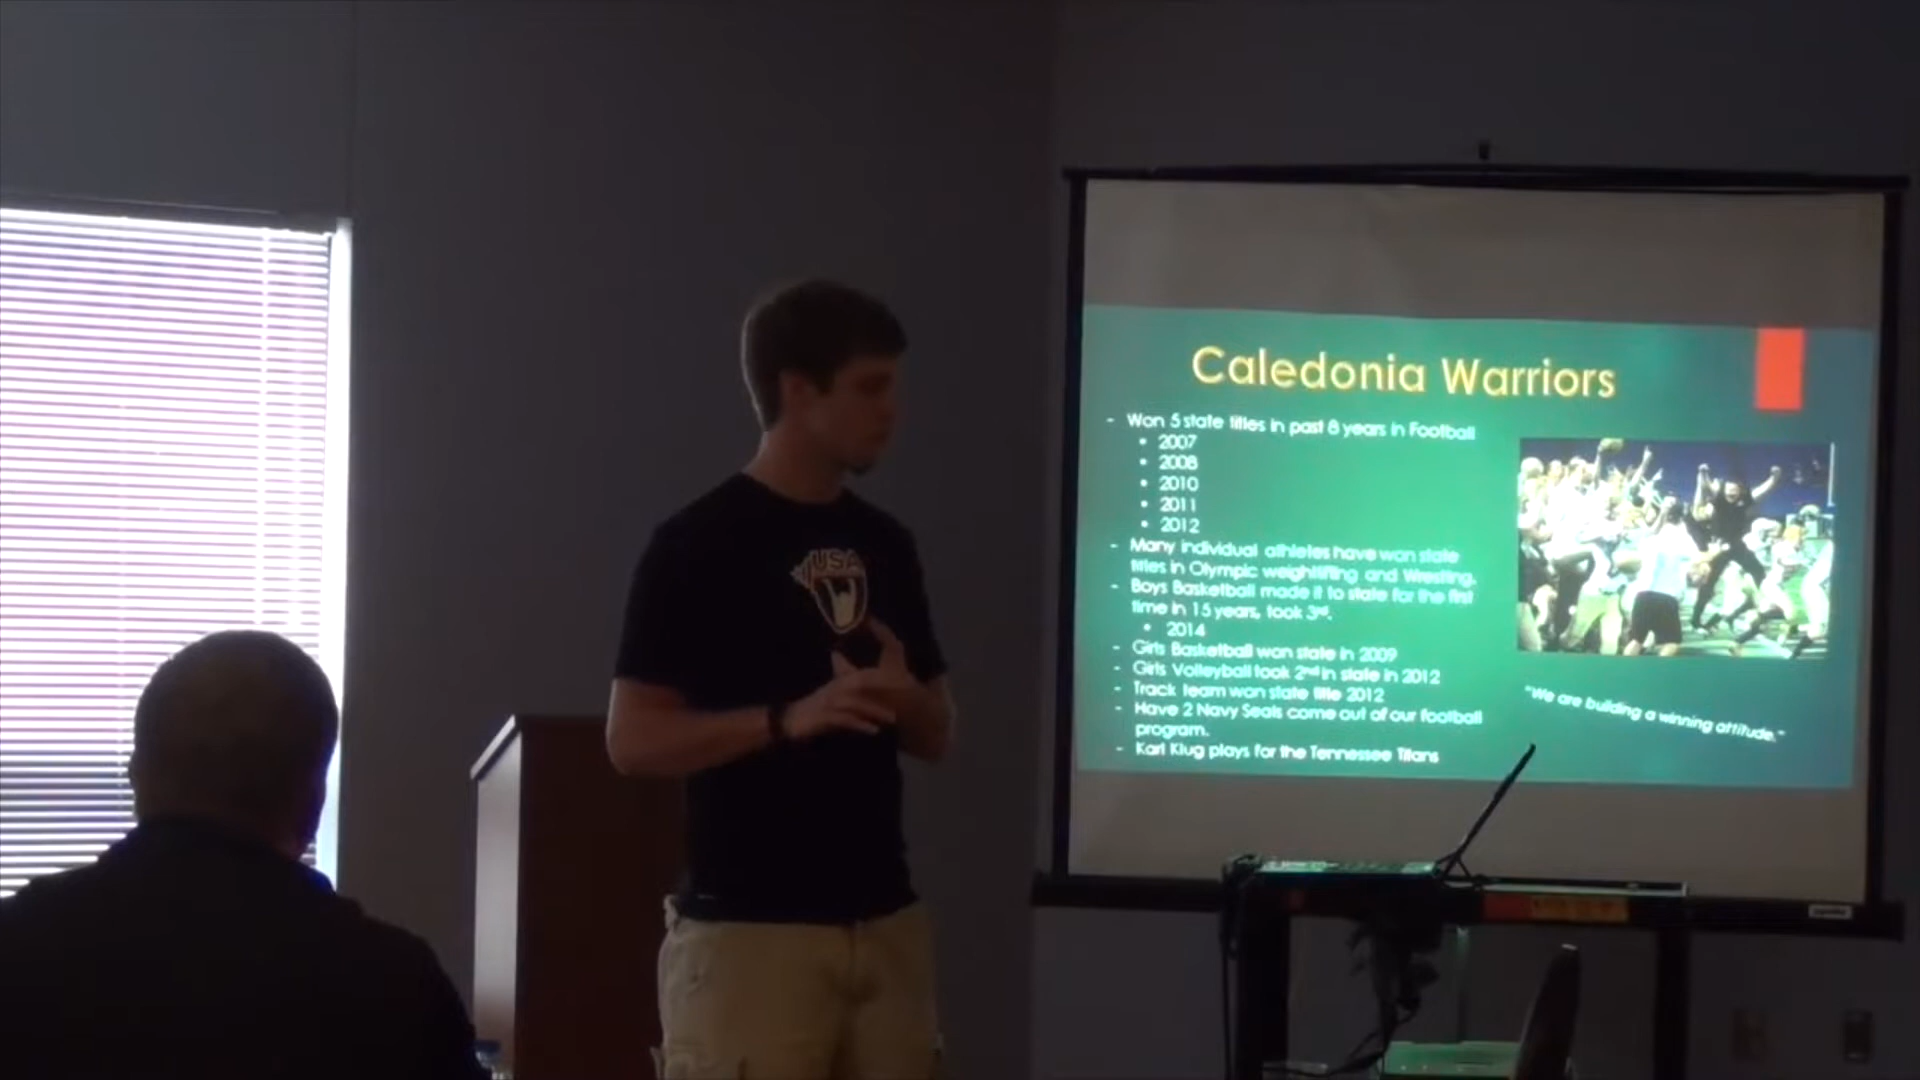 USA
Caledonia Warriors
- Won 5 state titles in past 8 years in Football
• 2007
• 2008
• 2010
• 2011
• 2012
- Many individual athletes have won state
titles in Olympic weightlifting and Wrestling.
- Boys Basketball made it to state for the first
time in 15 years, took 3rd.
• 2014
- Girls Basketball won state in 2009
- Girls Volleyball took 2nd in state in 2012
- Track team won state title 2012
- Have 2 Navy Seals come out of our football
program.
- Karl Klug plays for the Tennessee Titans
"We are building a winning attitude."